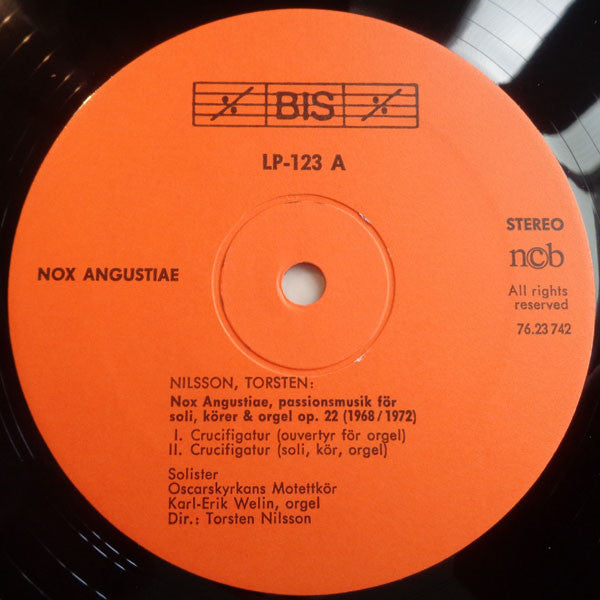 BIS
LP-123 A
STEREO
n©b
NOX ANGUSTIAE
All rights
reserved
76.23 742
NILSSON, TORSTEN:
Nox Angustiae, passionsmusik för
soli, körer & orgel op. 22 (1968/1972)
I. Crucifigatur (ouvertyr för orgel)
II. Crucifigatur (soli, kör, orgel)
Solister
Oscarskyrkans Motettkör
Karl-Erik Welin, orgel
Dir.: Torsten Nilsson